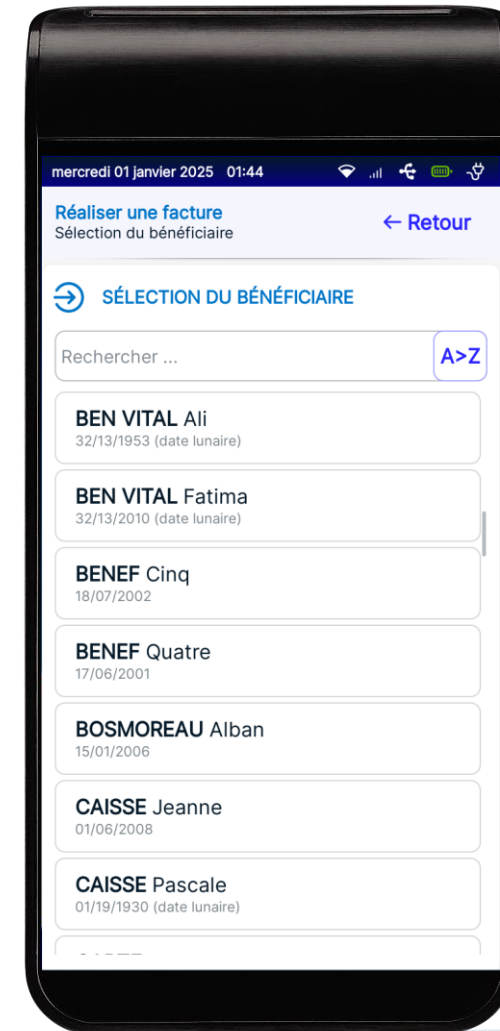 mercredi 01 janvier 2025 01:44
Réaliser une facture
Sélection du bénéficiaire
← Retour
SÉLECTION DU BÉNÉFICIAIRE
Rechercher ...
A>Z
BEN VITAL Ali
32/13/1953 (date lunaire)
BEN VITAL Fatima
32/13/2010 (date lunaire)
BENEF Cinq
18/07/2002
BENEF Quatre
17/06/2001
BOSMOREAU Alban
15/01/2006
CAISSE Jeanne
01/06/2008
CAISSE Pascale
01/19/1930 (date lunaire)